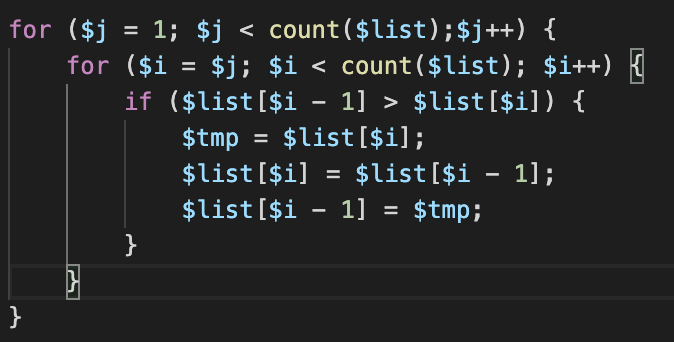 for ($j = 1; $j < count($list);$j++) {
    for ($i = $j; $i < count($list); $i++) {
        if ($list[$i - 1] > $list[$i]) {
            $tmp = $list[$i];
            $list[$i] = $list[$i - 1];
            $list[$i - 1] = $tmp;
        }
    }
}